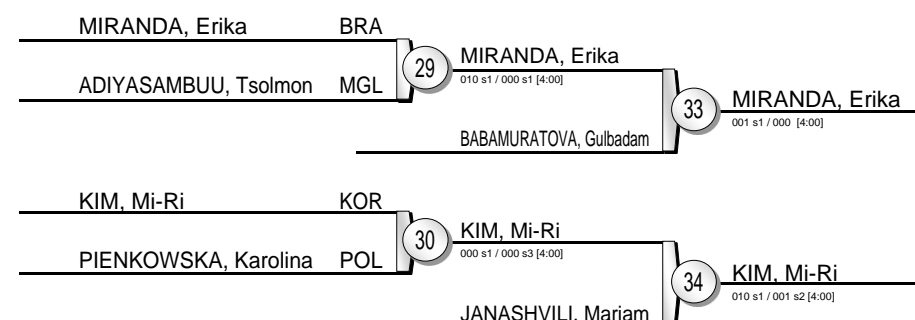 MIRANDA, Erika BRA
ADIYASAMBUU, Tsolmon MGL
29
MIRANDA, Erika
010 s1 / 000 s1 [4:00]
BABAMURATOVA, Gulbadam
33
MIRANDA, Erika
001 s1 / 000 [4:00]
KIM, Mi-Ri KOR
PIENKOWSKA, Karolina POL
30
KIM, Mi-Ri
000 s1 / 000 s3 [4:00]
JANASHVILI, Mariam
34
KIM, Mi-Ri
010 s1 / 001 s2 [4:00]